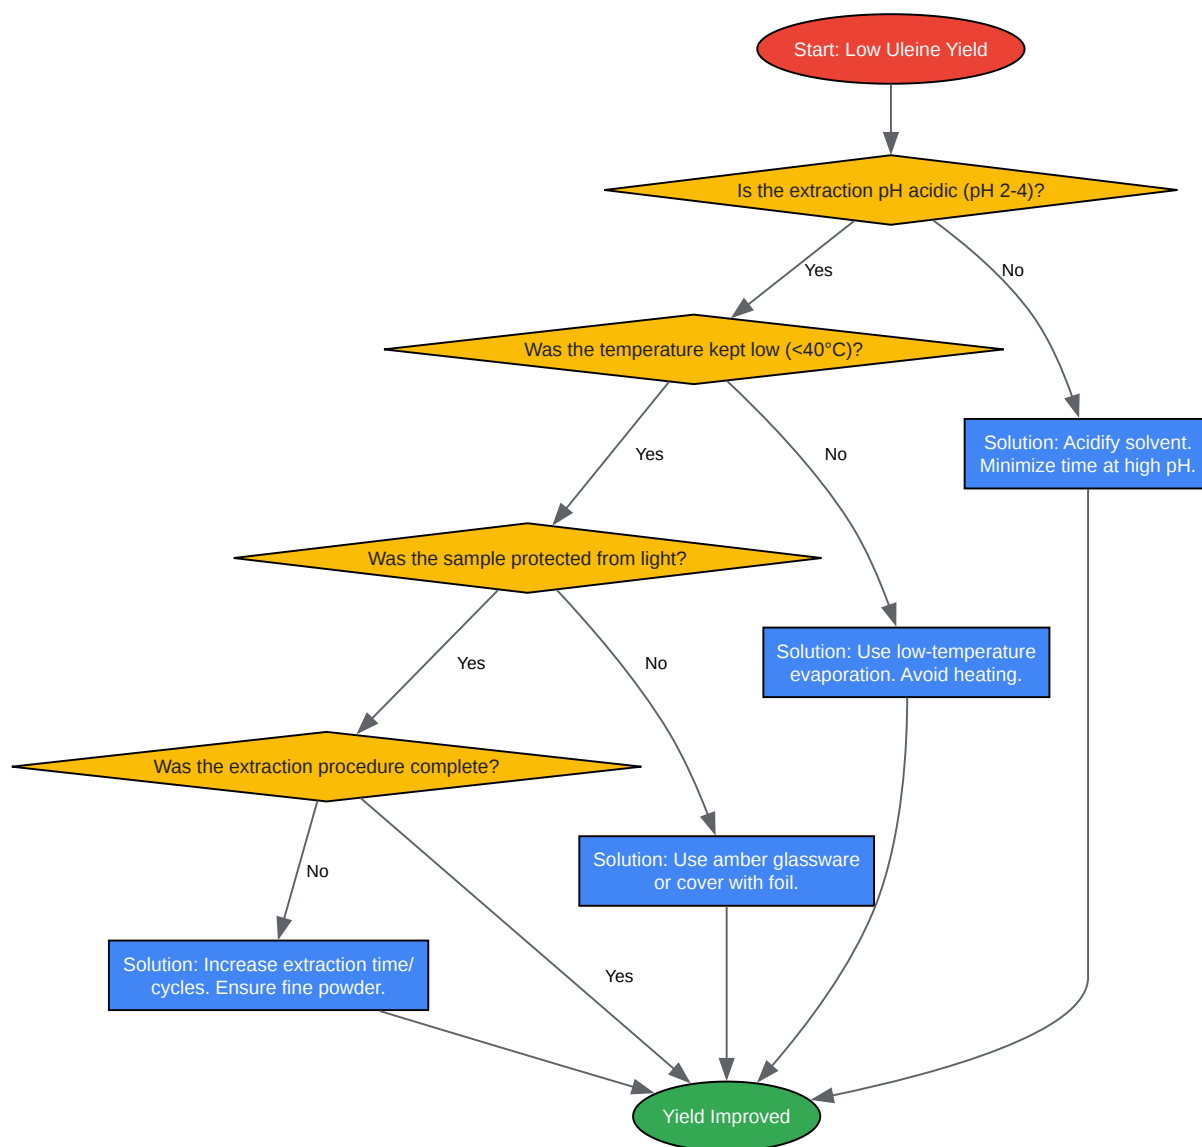 Start: Low Uleine Yield
Is the extraction pH acidic (pH 2-4)?
Yes
No
Was the temperature kept low (<40°C)?
Solution: Acidify solvent.
Minimize time at high pH.
Yes
No
Was the sample protected from light?
Solution: Use low-temperature
evaporation. Avoid heating.
Yes
No
Was the extraction procedure complete?
Solution: Use amber glassware
or cover with foil.
No
Solution: Increase extraction time/
cycles. Ensure fine powder.
Yes
Yield Improved